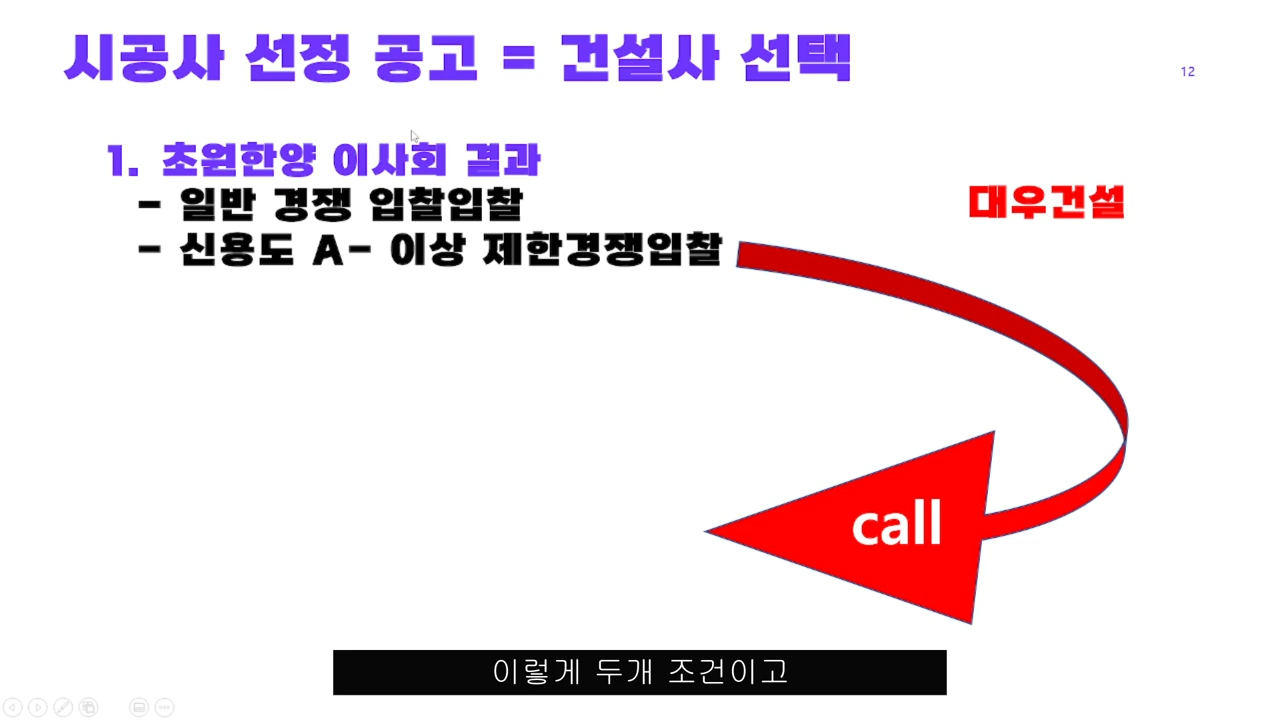 시공사 선정 공고 = 건설사 선택
12
1. 초원한양 이사회 결과
- 일반 경쟁 입찰입찰
대우건설
- 신용도 A- 이상 제한경쟁입찰
call
이렇게 두개 조건이고